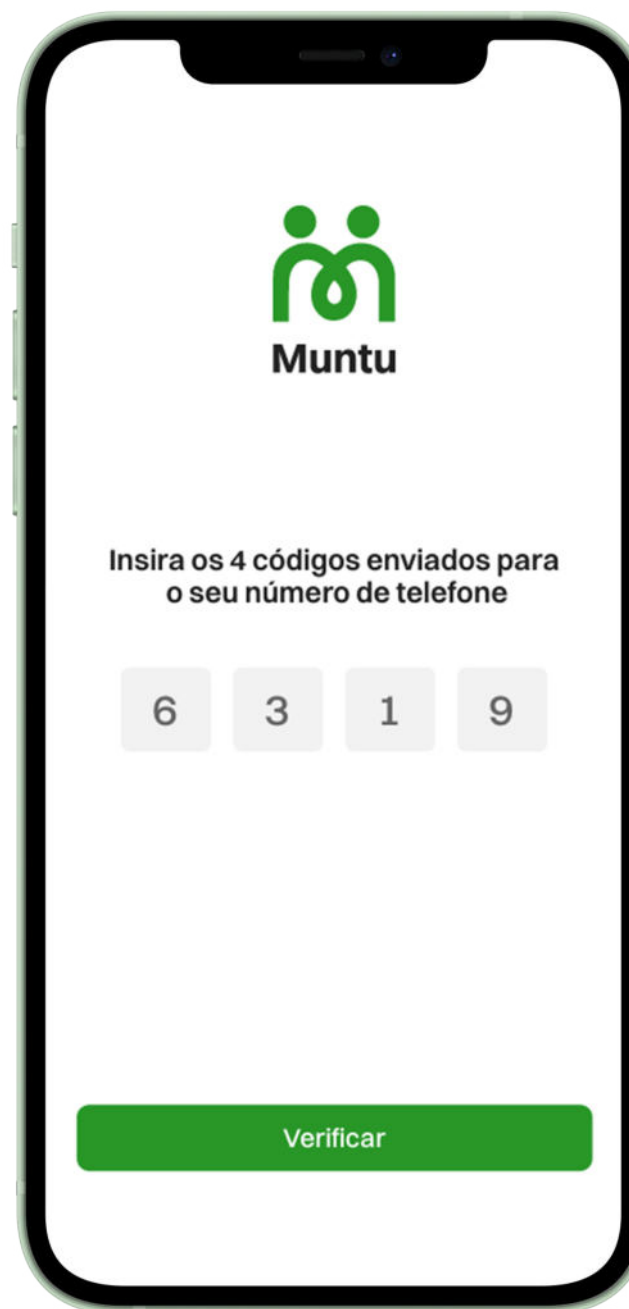 Muntu
Insira os 4 códigos enviados para
o seu número de telefone
6 3 1 9
Verificar